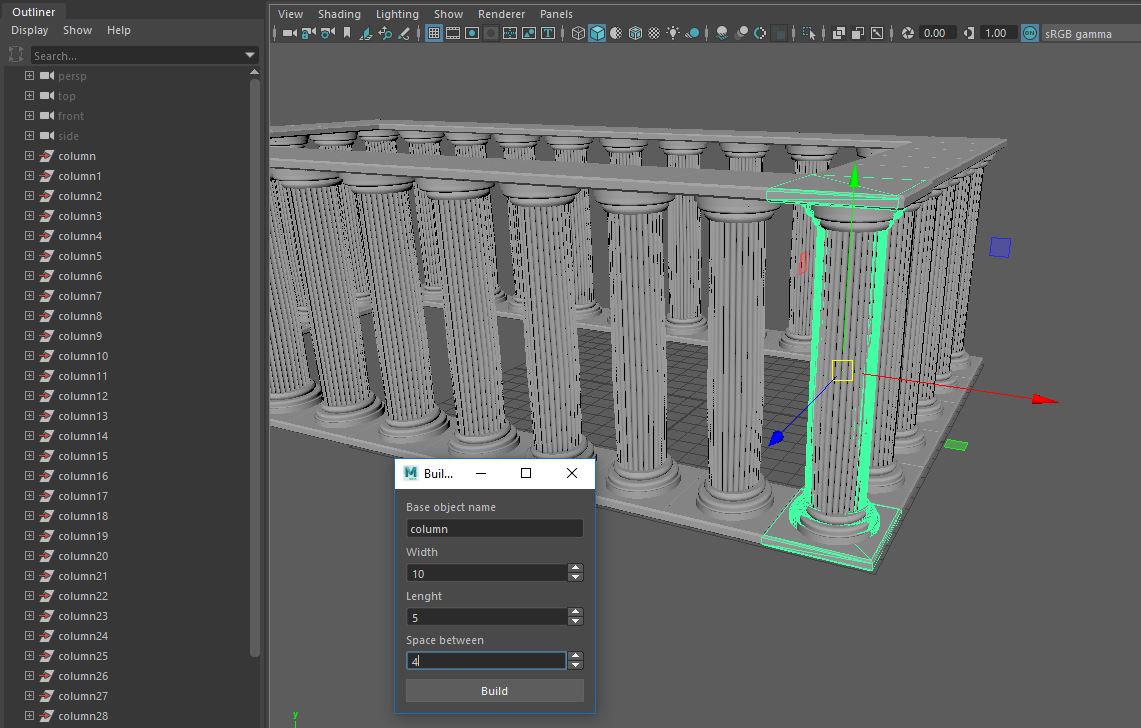 Outliner
Display Show Help
Search...
persp
top
front
side
column
column1
column2
column3
column4
column5
column6
column7
column8
column9
column10
column11
column12
column13
column14
column15
column16
column17
column18
column19
column20
column21
column22
column23
column24
column25
column26
column27
column28
View Shading Lighting Show Renderer Panels
0.00 1.00 ON sRGB gamma
M Buil...
Base object name
column
Width
10
Lenght
5
Space between
4
Build
y